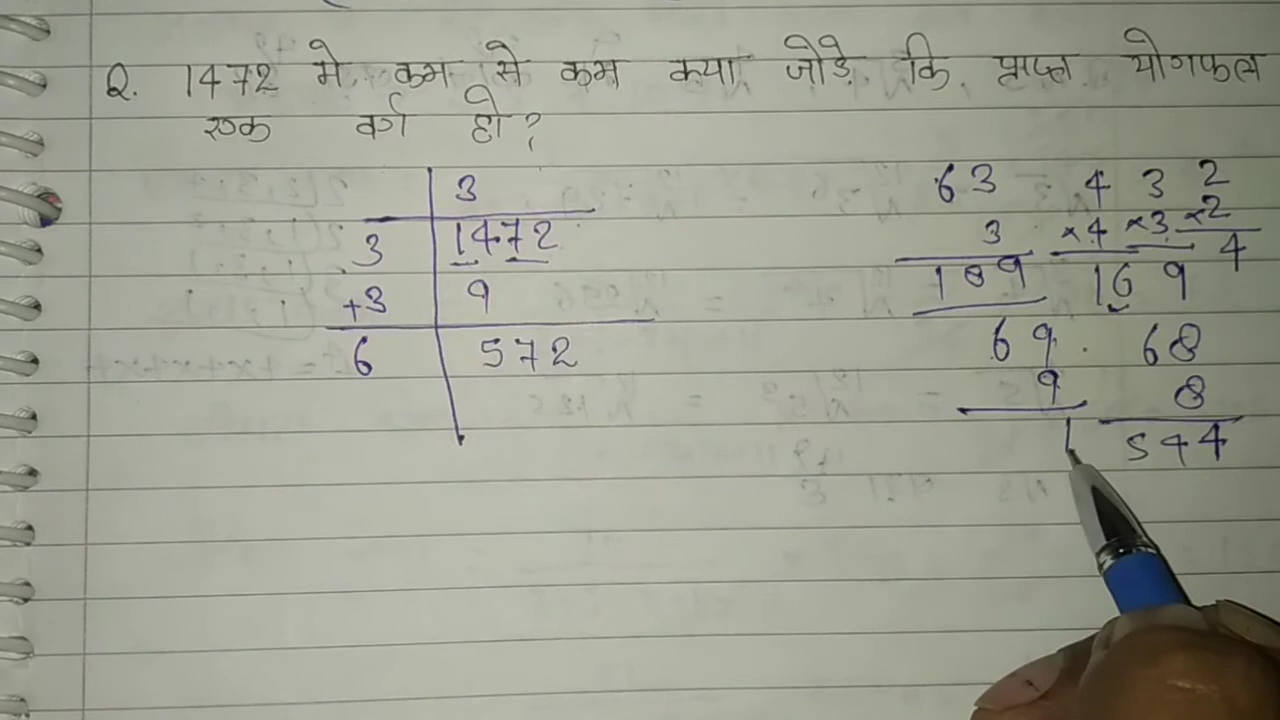 Q. 1472 मे कम से कम क्या जोडे कि प्राप्त योगफल
एक वर्ग हो?
3
3 1472
+3 9
6 572
63 4 3 2
3 ×4 ×3 ×2
189 16 9 4
69 68
9 8
1 544